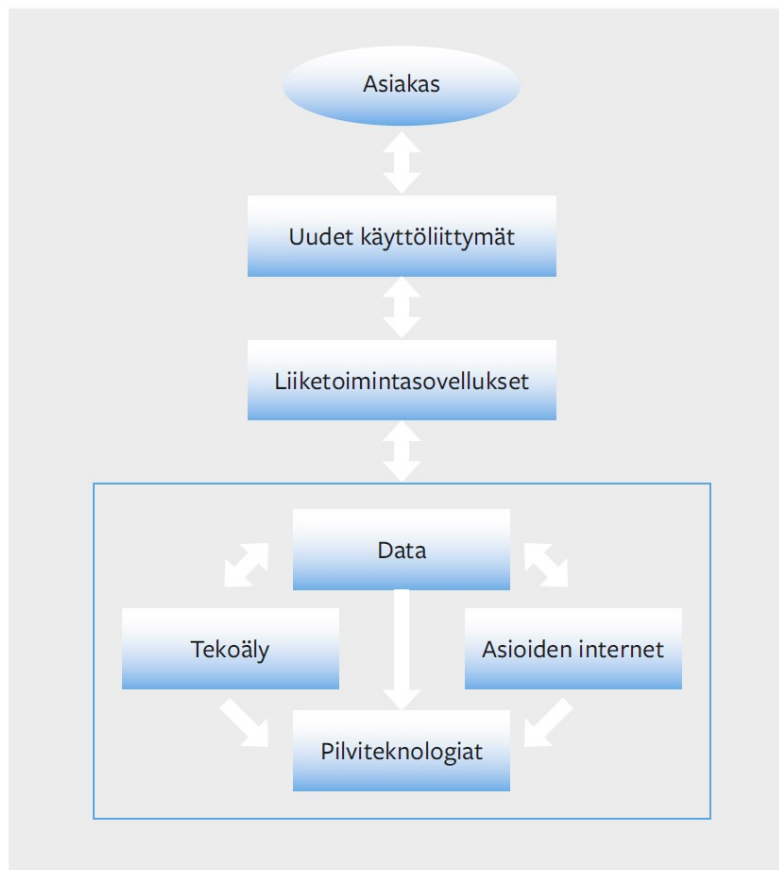 Asiakas
Uudet käyttöliittymät
Liiketoimintasovellukset
Data
Tekoäly
Asioiden internet
Pilviteknologiat